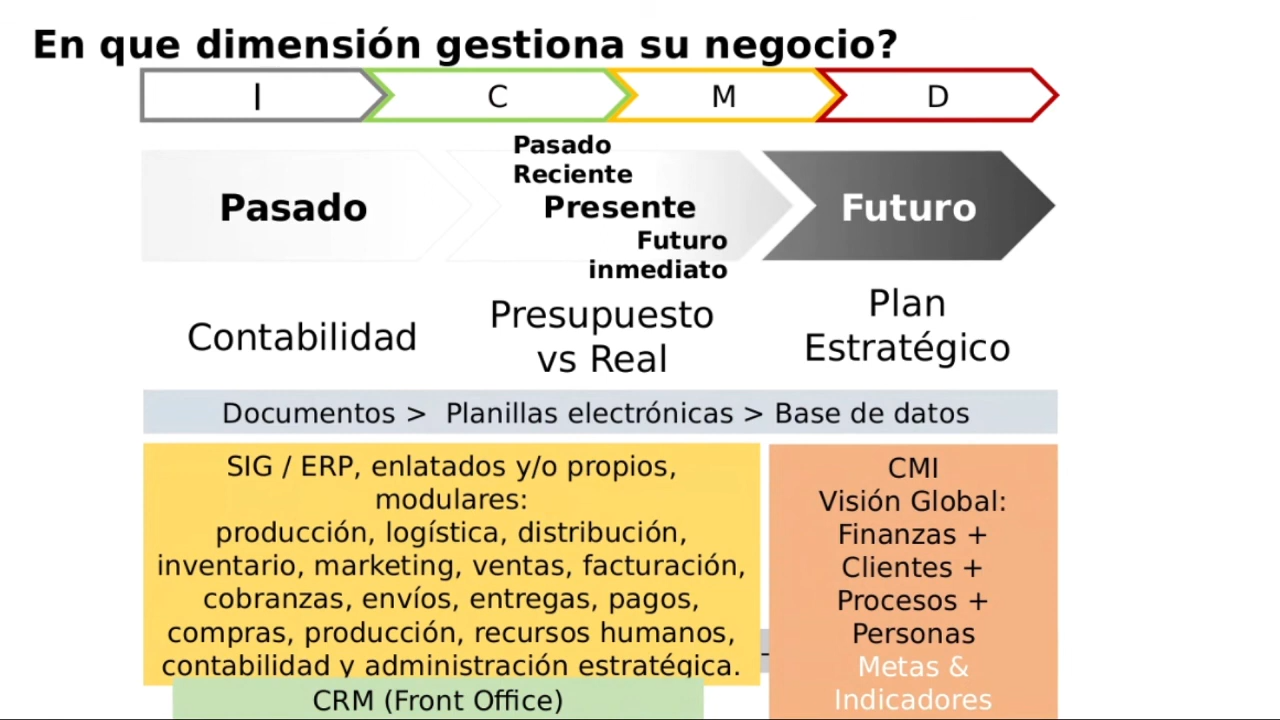 En que dimensión gestiona su negocio?
I
C
M
D
Pasado
Reciente
Pasado
Presente
Futuro
Futuro
inmediato
Contabilidad
Presupuesto
vs Real
Plan
Estratégico
Documentos > Planillas electrónicas > Base de datos
SIG / ERP, enlatados y/o propios,
modulares:
producción, logística, distribución,
inventario, marketing, ventas, facturación,
cobranzas, envíos, entregas, pagos,
compras, producción, recursos humanos,
contabilidad y administración estratégica.
CRM (Front Office)
CMI
Visión Global:
Finanzas +
Clientes +
Procesos +
Personas
Metas &
Indicadores